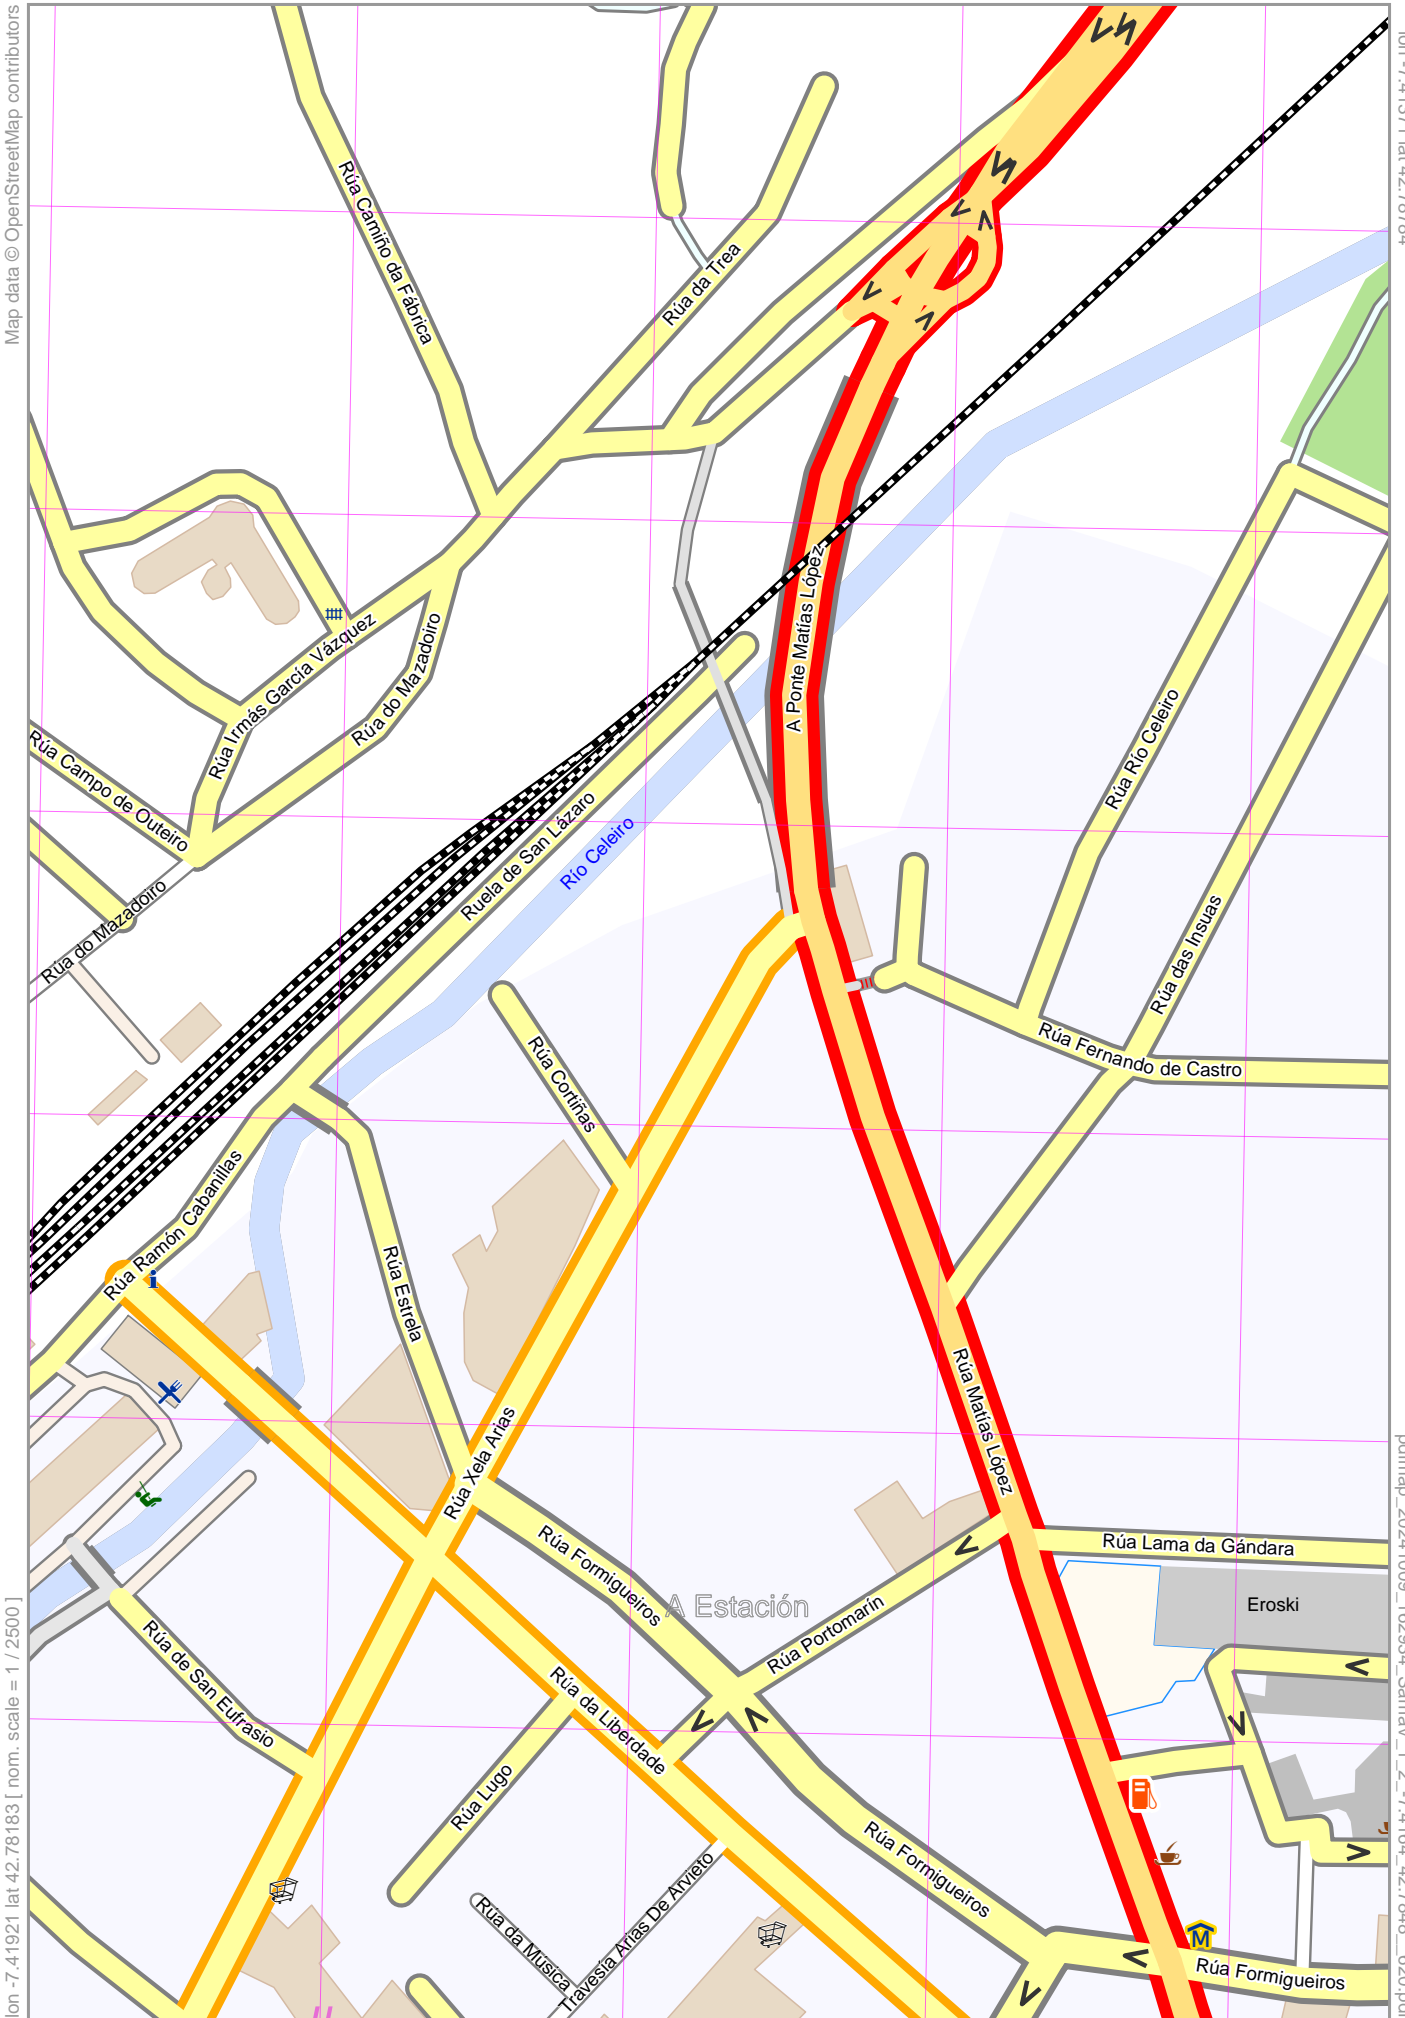 Map data © OpenStreetMap contributors
Rúa Camiño da Fábrica
Rúa da Trea
A Ponte Matías López
Rúa Irmás García Vázquez
Rúa do Mazadoiro
Rúa Campo de Outeiro
Rúa do Mazadoiro
Ruela de San Lázaro
Río Celeiro
Rúa Río Celeiro
Rúa das Insuas
Rúa Fernando de Castro
Rúa Cortiñas
Rúa Ramón Cabanillas
i
Rúa Estrela
Rúa Matías López
Rúa Xela Arias
Rúa Formigueiros
Rúa Lama da Gándara
A Estación
Eroski
Rúa Portomarín
Rúa de San Eufrasio
Rúa da Liberdade
Rúa Lugo
Rúa Formigueiros
Rúa da Música
Travesía Arias De Arvieto
M
Rúa Formigueiros
lon -7.41921 lat 42.78183 [ nom. scale = 1 / 2500 ]